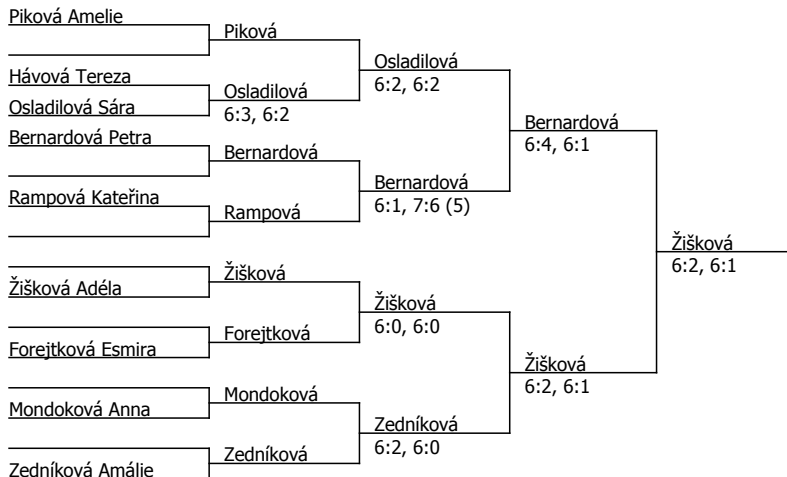 Piková Amelie
Piková
Osladilová
6:2, 6:2
Hávová Tereza
Osladilová
6:3, 6:2
Osladilová Sára
Bernardová
6:4, 6:1
Bernardová Petra
Bernardová
Bernardová
6:1, 7:6 (5)
Rampová Kateřina
Rampová
Žišková
6:2, 6:1
Žišková
Žišková Adéla
Žišková
6:0, 6:0
Forejtková
Forejtková Esmira
Žišková
6:2, 6:1
Mondoková
Mondoková Anna
Zedníková
6:2, 6:0
Zedníková
Zedníková Amálie